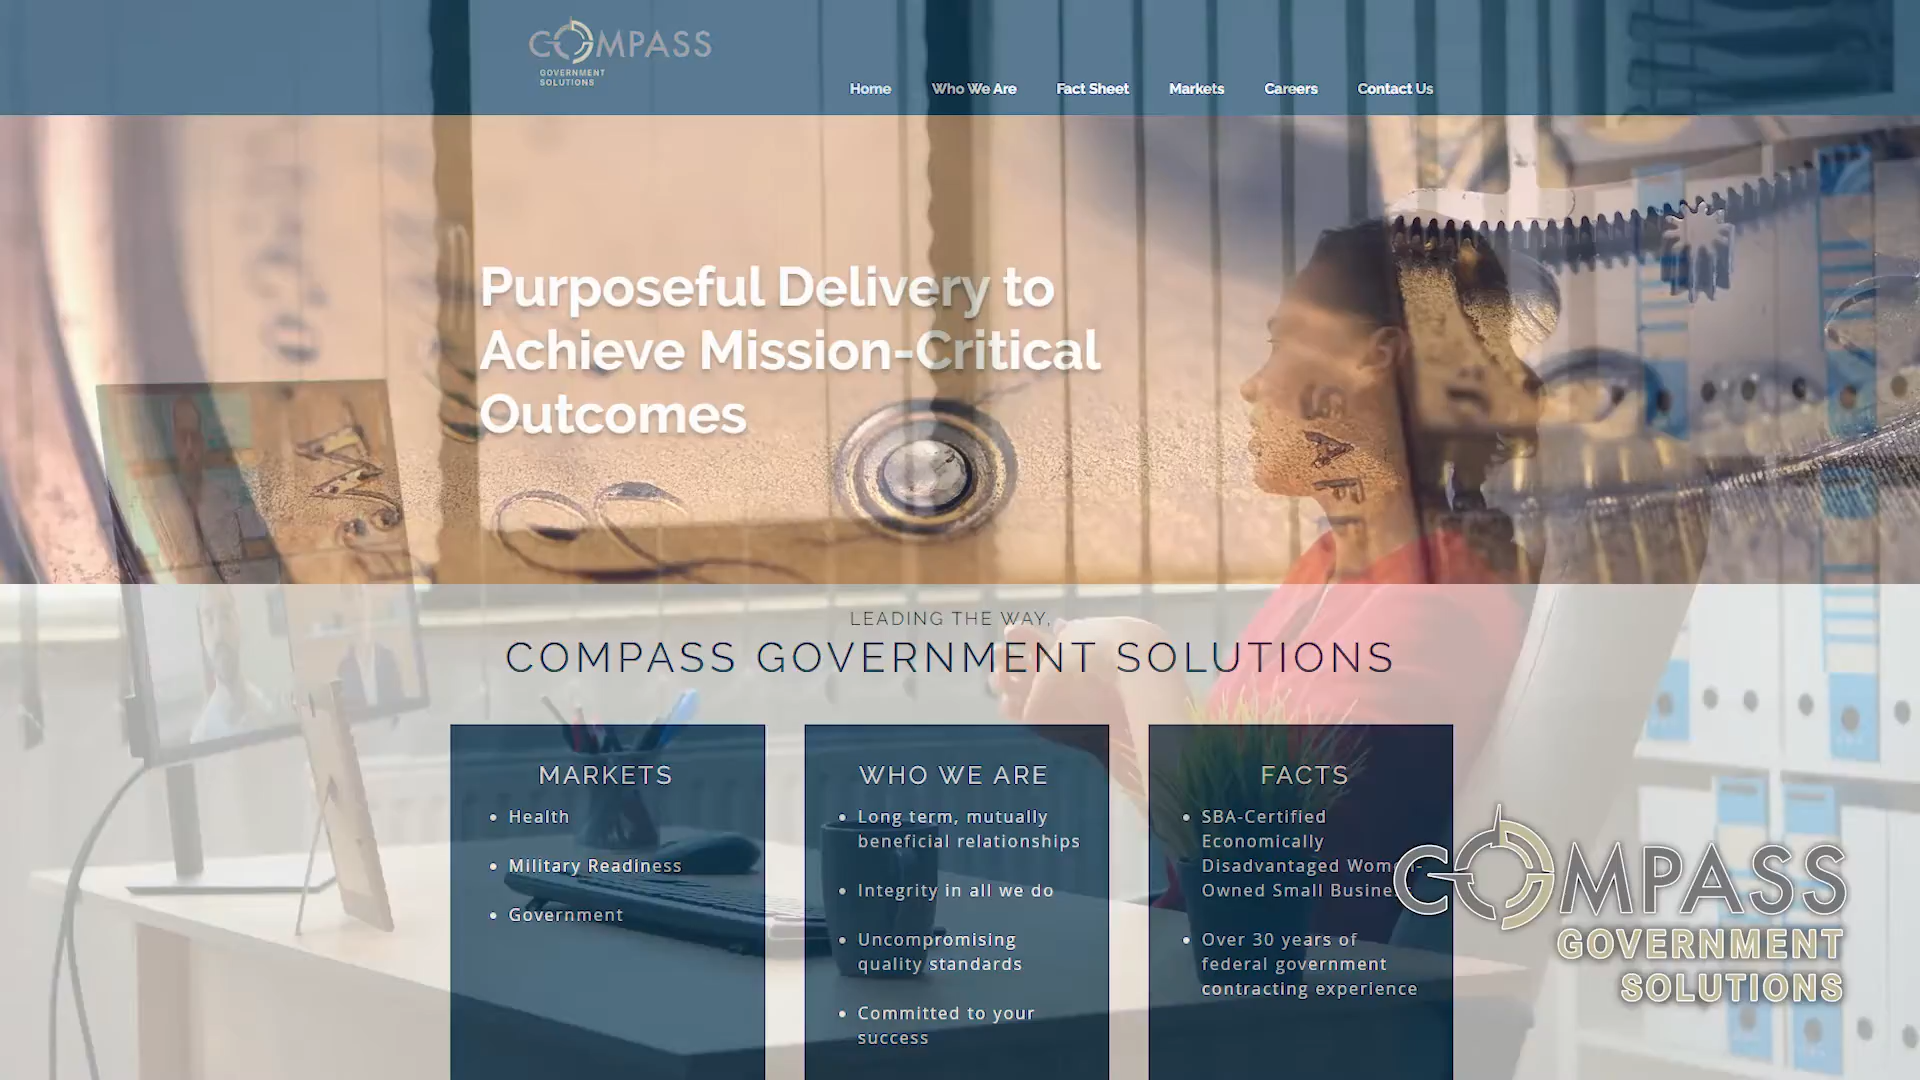 COMPASS
GOVERNMENT
SOLUTIONS
Home Who We Are Fact Sheet Markets Careers Contact Us
Purposeful Delivery to
Achieve Mission-Critical
Outcomes
SAFE
LEADING THE WAY,
COMPASS GOVERNMENT SOLUTIONS
MARKETS
• Health
• Military Readiness
• Government
WHO WE ARE
• Long term, mutually
beneficial relationships
• Integrity in all we do
• Uncompromising
quality standards
• Committed to your
success
FACTS
• SBA-Certified
Economically
Disadvantaged Women-
Owned Small Business
• Over 30 years of
federal government
contracting experience
COMPASS
GOVERNMENT
SOLUTIONS